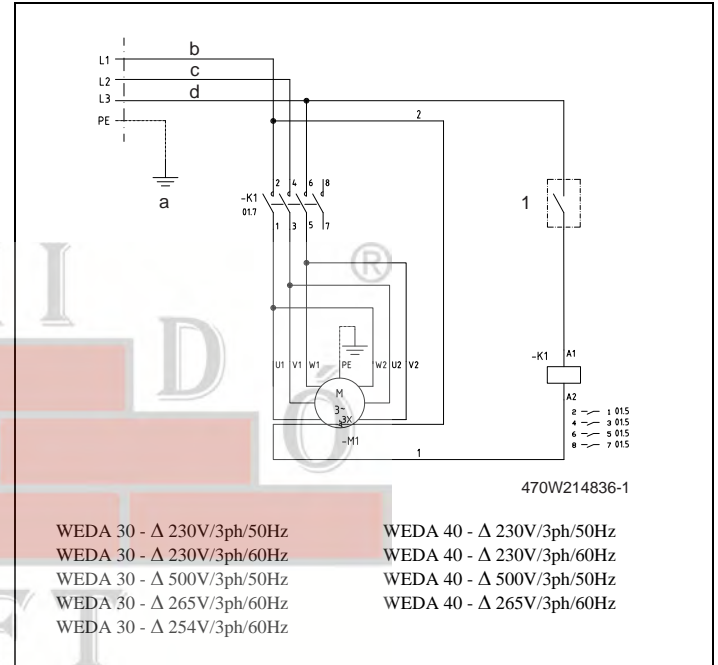 L1 b
L2 c
L3 d
PE
2
a
2 4 6 8
-K1
01.7
1 3 5 7
1
®
I
D
Ó
U1 V1 W1 PE W2 U2 V2
M
3~
3X
-M1
-K1 A1
A2
2 1 01.5
4 3 01.5
6 5 01.5
8 7 01.5
1
470W214836-1
WEDA 30 - Δ 230V/3ph/50Hz WEDA 40 - Δ 230V/3ph/50Hz
WEDA 30 - Δ 230V/3ph/60Hz WEDA 40 - Δ 230V/3ph/60Hz
WEDA 30 - Δ 500V/3ph/50Hz WEDA 40 - Δ 500V/3ph/50Hz
WEDA 30 - Δ 265V/3ph/60Hz WEDA 40 - Δ 265V/3ph/60Hz
WEDA 30 - Δ 254V/3ph/60Hz
T